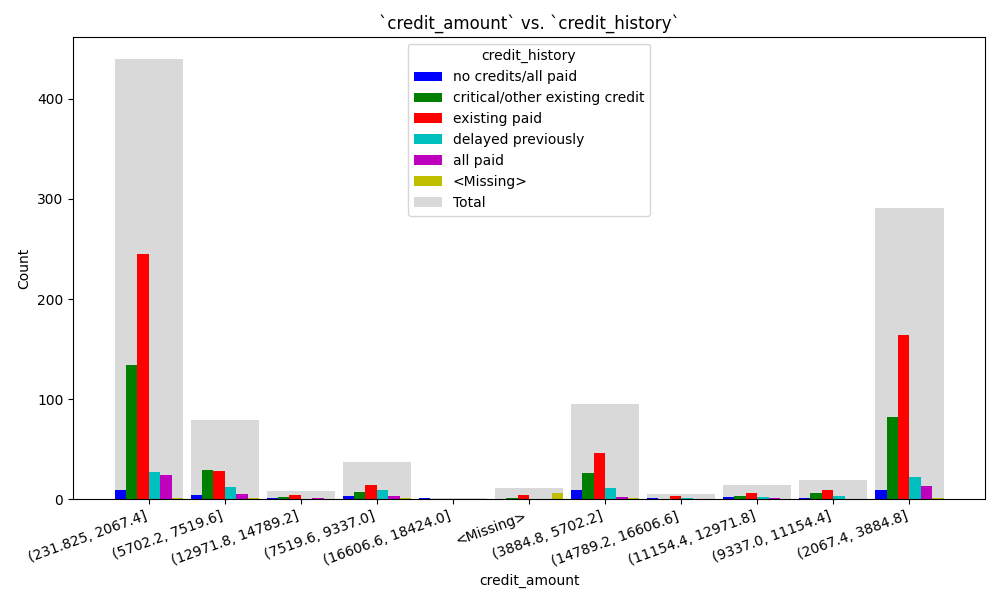 `credit_amount` vs. `credit_history`
credit_history
no credits/all paid
critical/other existing credit
existing paid
delayed previously
all paid
<Missing>
Total
Count
400
300
200
100
0
(231.825, 2067.4]
(5702.2, 7519.6]
(12971.8, 14789.2]
(7519.6, 9337.0]
(16606.6, 18424.0]
<Missing>
(3884.8, 5702.2]
(14789.2, 16606.6]
(11154.4, 12971.8]
(9337.0, 11154.4]
(2067.4, 3884.8]
credit_amount